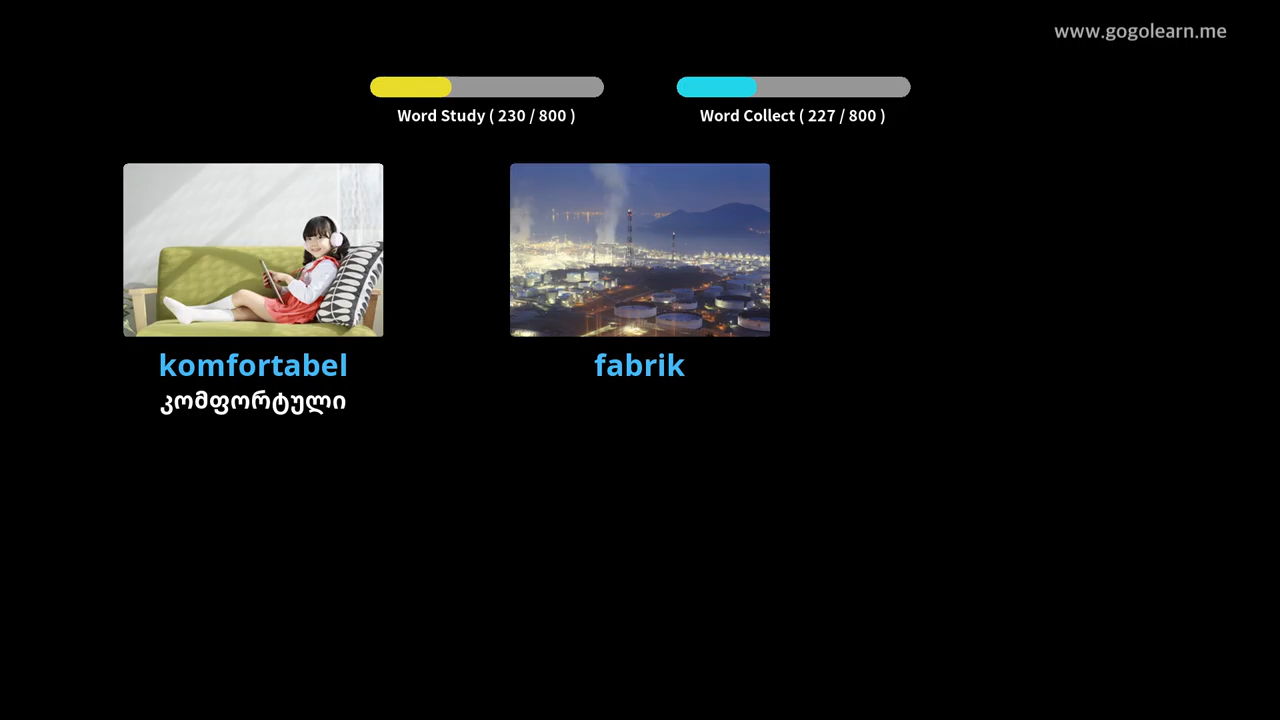 www.gogolearn.me
Word Study ( 230 / 800 )
Word Collect ( 227 / 800 )
komfortabel
fabrik
კომფორტული